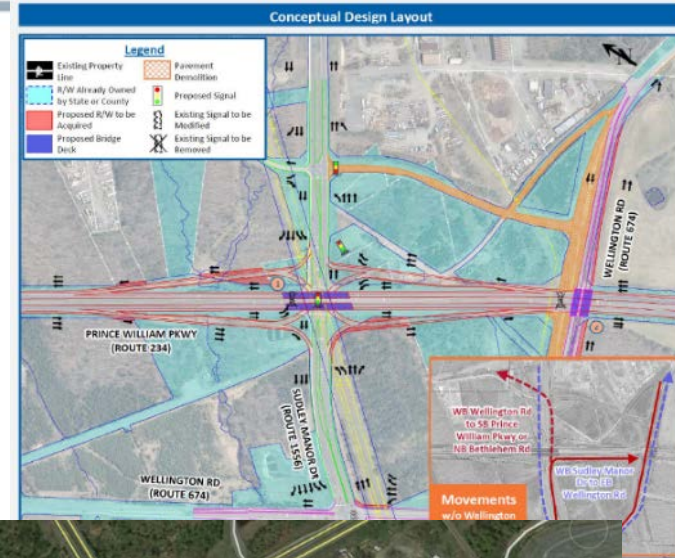 Conceptual Design Layout
Legend
Existing Property
Line
R/W Already Owned
by State or County
Proposed R/W to be
Acquired
Proposed Bridge
Deck
Pavement
Demolition
Proposed Signal
Existing Signal to be
Modified
Existing Signal to be
Removed
N
WELLINGTON RD
(ROUTE 674)
1
PRINCE WILLIAM PKWY
(ROUTE 234)
SUDLEY MANOR DR
(ROUTE 1556)
WELLINGTON RD
(ROUTE 674)
WB Wellington Rd
to SB Prince
William Pkwy or
NB Bethlehem Rd
WB Sudley Manor
Dr to EB
Wellington Rd
Movements
w/o Wellington